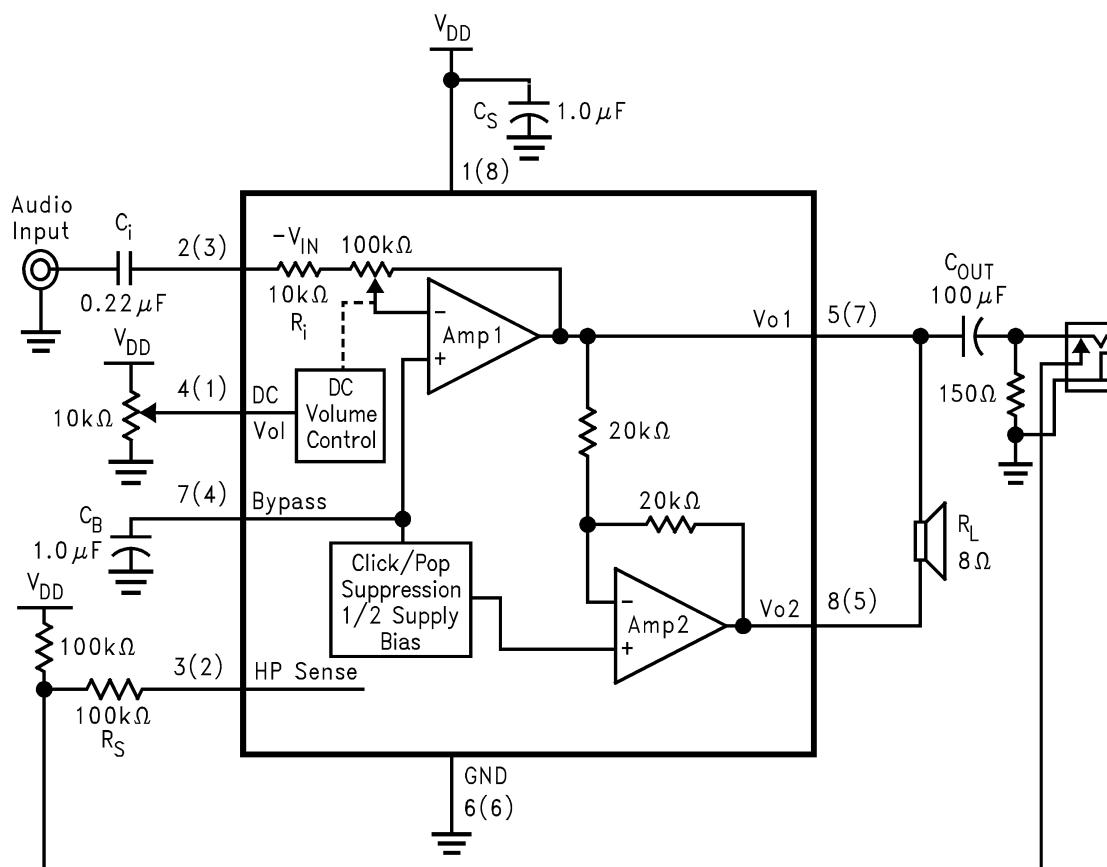 V_DD
C_S
1.0 μF
1(8)
Audio
Input
C_i
2(3)
-V_IN
100kΩ
0.22 μF
10kΩ
R_i
Amp1
−
+
Vo1
5(7)
C_OUT
100 μF
V_DD
4(1)
DC
Vol
10kΩ
DC
Volume
Control
20kΩ
150Ω
7(4)
Bypass
C_B
1.0 μF
20kΩ
R_L
8Ω
Click/Pop
Suppression
1/2 Supply
Bias
−
Amp2
+
Vo2
8(5)
V_DD
100kΩ
3(2)
HP Sense
100kΩ
R_S
GND
6(6)